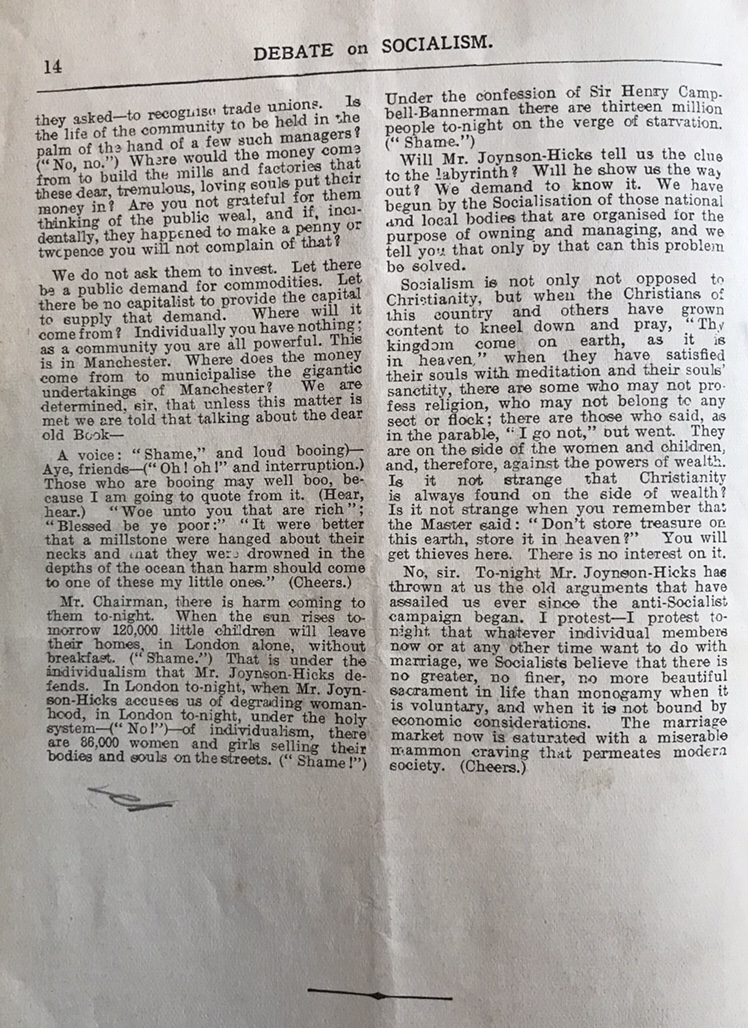 14
DEBATE on SOCIALISM.
they asked—to recognise trade unions. Is
the life of the community to be held in the
palm of the hand of a few such managers?
("No, no.") Where would the money come
from to build the mills and factories that
these dear, tremulous, loving souls put their
money in? Are you not grateful for them
thinking of the public weal, and if, inci-
dentally, they happened to make a penny or
twopence you will not complain of that?
We do not ask them to invest. Let there
be a public demand for commodities. Let
there be no capitalist to provide the capital
to supply that demand. Where will it
come from? Individually you have nothing;
as a community you are all powerful. This
is in Manchester. Where does the money
come from to municipalise the gigantic
undertakings of Manchester? We are
determined, sir, that unless this matter is
met we are told that talking about the dear
old Book—
A voice: "Shame," and loud booing)—
Aye, friends—("Oh! oh!" and interruption.)
Those who are booing may well boo, be-
cause I am going to quote from it. (Hear,
hear.) "Woe unto you that are rich";
"Blessed be ye poor:" "It were better
that a millstone were hanged about their
necks and that they were drowned in the
depths of the ocean than harm should come
to one of these my little ones." (Cheers.)
Mr. Chairman, there is harm coming to
them to-night. When the sun rises to-
morrow 120,000 little children will leave
their homes, in London alone, without
breakfast. ("Shame.") That is under the
individualism that Mr. Joynson-Hicks de-
fends. In London to-night, when Mr. Joyn-
son-Hicks accuses us of degrading woman-
hood, in London to-night, under the holy
system—("No!")—of individualism, there
are 86,000 women and girls selling their
bodies and souls on the streets. ("Shame!")
Under the confession of Sir Henry Camp-
bell-Bannerman there are thirteen million
people to-night on the verge of starvation.
("Shame.")
Will Mr. Joynson-Hicks tell us the clue
to the labyrinth? Will he show us the way
out? We demand to know it. We have
begun by the Socialisation of those national
and local bodies that are organised for the
purpose of owning and managing, and we
tell you that only by that can this problem
be solved.
Socialism is not only not opposed to
Christianity, but when the Christians of
this country and others have grown
content to kneel down and pray, "Thy
kingdom come on earth, as it is
in heaven," when they have satisfied
their souls with meditation and their souls'
sanctity, there are some who may not pro-
fess religion, who may not belong to any
sect or flock; there are those who said, as
in the parable, "I go not," but went. They
are on the side of the women and children,
and, therefore, against the powers of wealth.
Is it not strange that Christianity
is always found on the side of wealth?
Is it not strange when you remember that
the Master said: "Don't store treasure on
this earth, store it in heaven?" You will
get thieves here. There is no interest on it.
No, sir. To-night Mr. Joynson-Hicks has
thrown at us the old arguments that have
assailed us ever since the anti-Socialist
campaign began. I protest—I protest to-
night that whatever individual members
now or at any other time want to do with
marriage, we Socialists believe that there is
no greater, no finer, no more beautiful
sacrament in life than monogamy when it
is voluntary, and when it is not bound by
economic considerations. The marriage
market now is saturated with a miserable
mammon craving that permeates modern
society. (Cheers.)